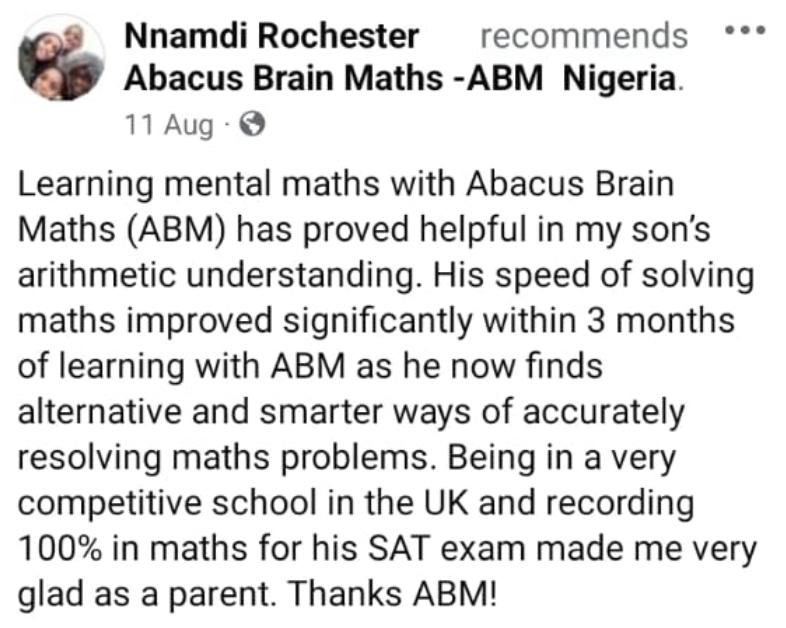 Nnamdi Rochester recommends
Abacus Brain Maths -ABM Nigeria.
11 Aug ·
Learning mental maths with Abacus Brain
Maths (ABM) has proved helpful in my son's
arithmetic understanding. His speed of solving
maths improved significantly within 3 months
of learning with ABM as he now finds
alternative and smarter ways of accurately
resolving maths problems. Being in a very
competitive school in the UK and recording
100% in maths for his SAT exam made me very
glad as a parent. Thanks ABM!